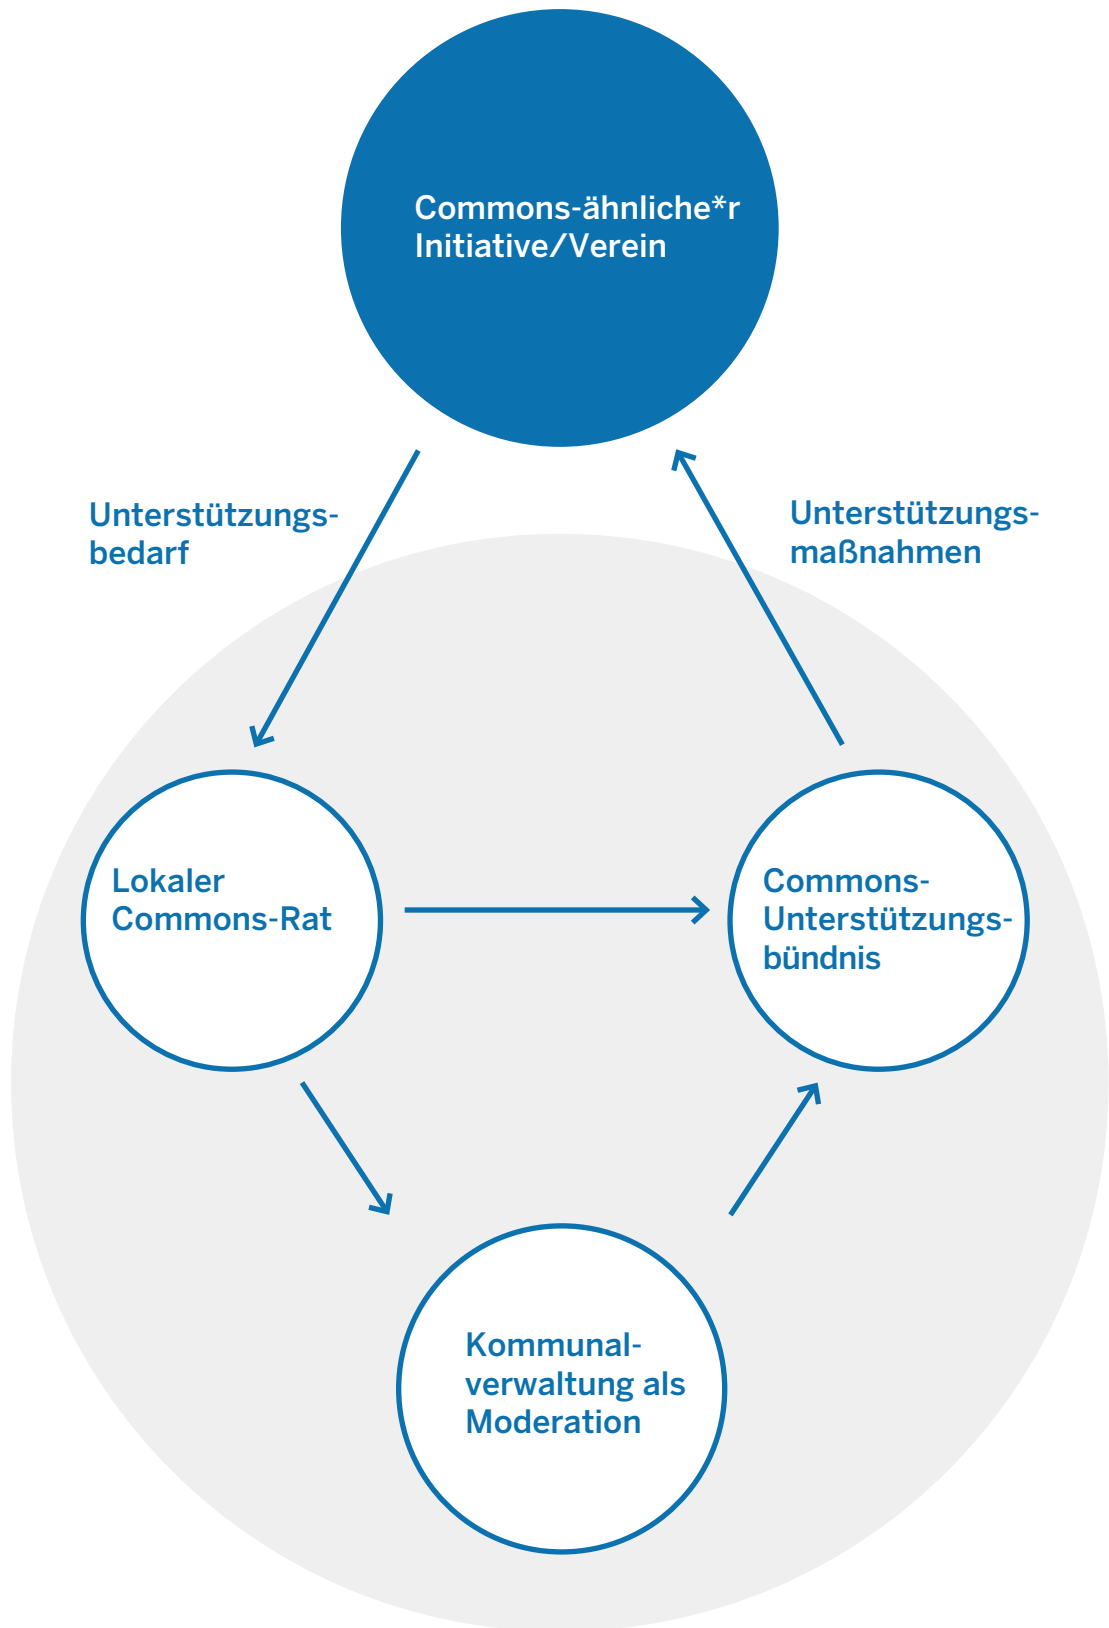 Commons-ähnliche*r
Initiative/Verein
Unterstützungs-
bedarf
Unterstützungs-
maßnahmen
Lokaler
Commons-Rat
Commons-
Unterstützungs-
bündnis
Kommunal-
verwaltung als
Moderation